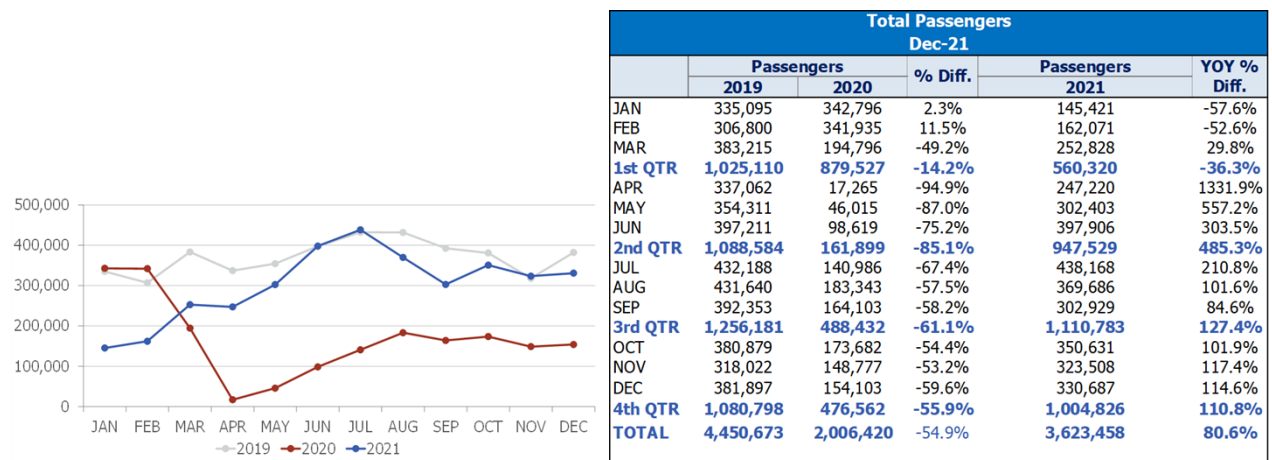 500,000
400,000
300,000
200,000
100,000
0
JAN FEB MAR APR MAY JUN JUL AUG SEP OCT NOV DEC
2019 2020 2021
Total Passengers
Dec-21
Passengers % Diff. Passengers YOY % Diff.
2019 2020 2021
JAN 335,095 342,796 2.3% 145,421 -57.6%
FEB 306,800 341,935 11.5% 162,071 -52.6%
MAR 383,215 194,796 -49.2% 252,828 29.8%
1st QTR 1,025,110 879,527 -14.2% 560,320 -36.3%
APR 337,062 17,265 -94.9% 247,220 1331.9%
MAY 354,311 46,015 -87.0% 302,403 557.2%
JUN 397,211 98,619 -75.2% 397,906 303.5%
2nd QTR 1,088,584 161,899 -85.1% 947,529 485.3%
JUL 432,188 140,986 -67.4% 438,168 210.8%
AUG 431,640 183,343 -57.5% 369,686 101.6%
SEP 392,353 164,103 -58.2% 302,929 84.6%
3rd QTR 1,256,181 488,432 -61.1% 1,110,783 127.4%
OCT 380,879 173,682 -54.4% 350,631 101.9%
NOV 318,022 148,777 -53.2% 323,508 117.4%
DEC 381,897 154,103 -59.6% 330,687 114.6%
4th QTR 1,080,798 476,562 -55.9% 1,004,826 110.8%
TOTAL 4,450,673 2,006,420 -54.9% 3,623,458 80.6%